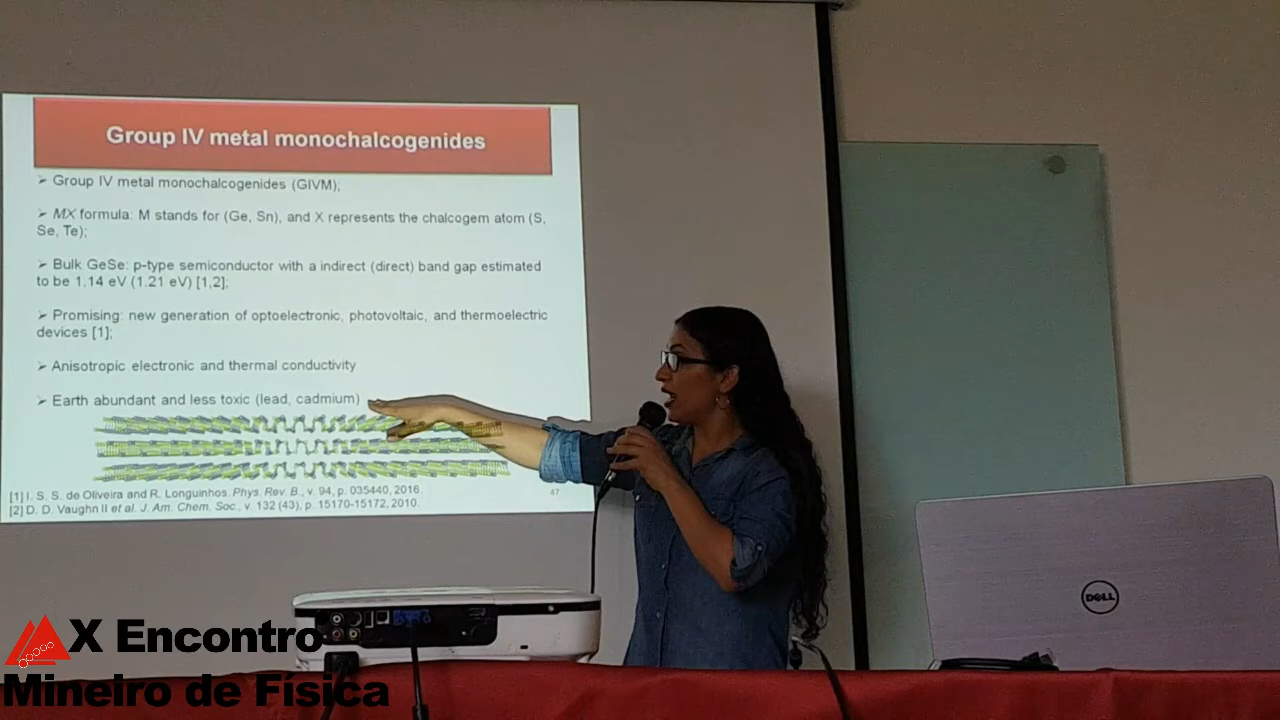 Group IV metal monochalcogenides
➢ Group IV metal monochalcogenides (GIVM);
➢ MX formula: M stands for (Ge, Sn), and X represents the chalcogem atom (S,
Se, Te);
➢ Bulk GeSe: p-type semiconductor with a indirect (direct) band gap estimated
to be 1.14 eV (1.21 eV) [1,2];
➢ Promising: new generation of optoelectronic, photovoltaic, and thermoelectric
devices [1];
➢ Anisotropic electronic and thermal conductivity
➢ Earth abundant and less toxic (lead, cadmium)
[1] I. S. S. de Oliveira and R. Longuinhos. Phys. Rev. B., v. 94, p. 035440, 2016.
47
[2] D. D. Vaughn II et al. J. Am. Chem. Soc., v. 132 (43), p. 15170-15172, 2010.
DELL
X Encontro
Mineiro de Física